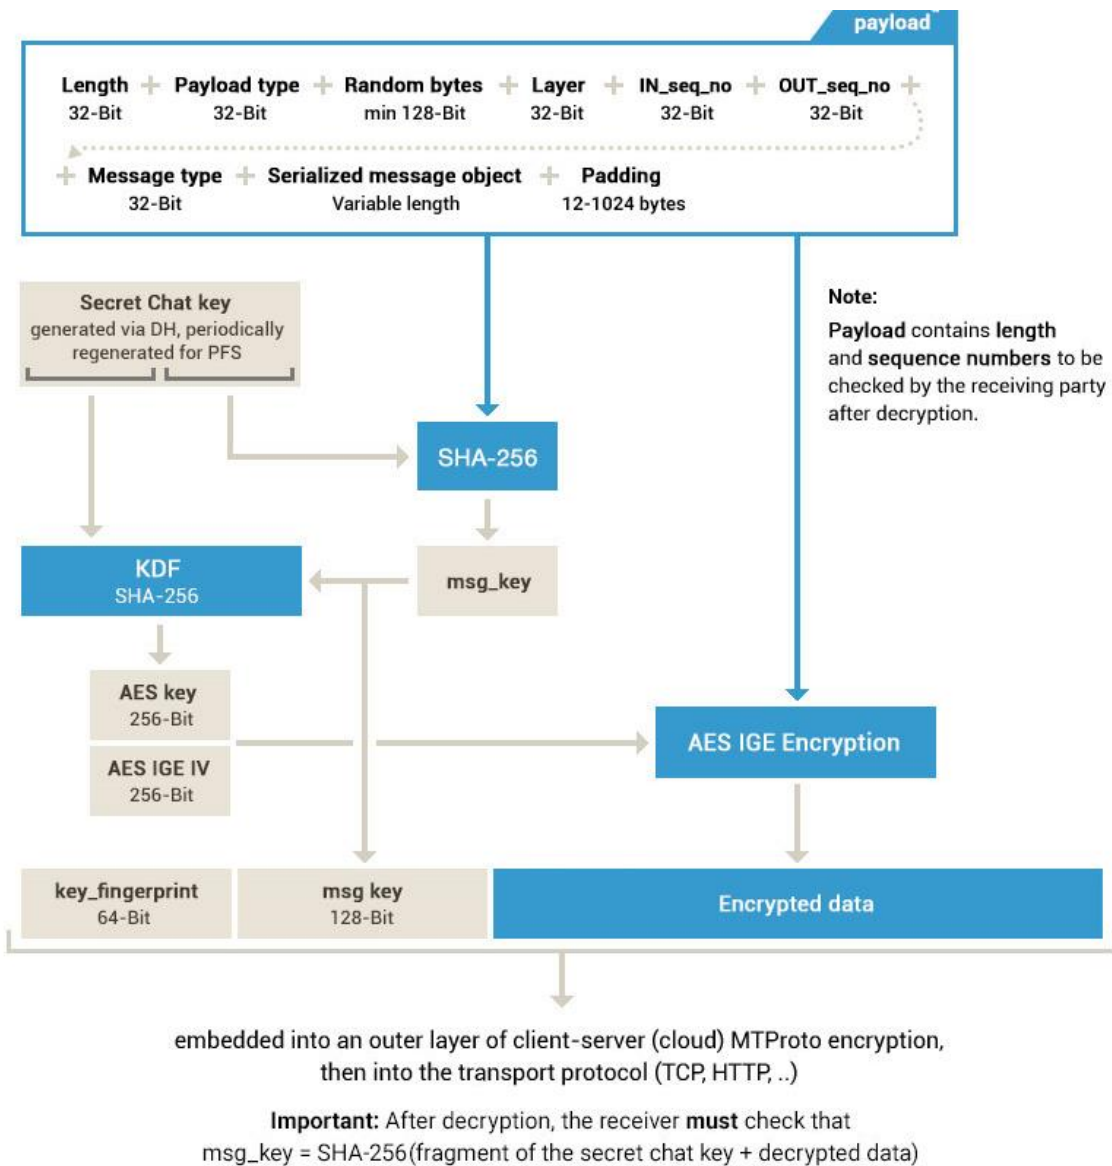 payload
Length + Payload type + Random bytes + Layer + IN_seq_no + OUT_seq_no +
32-Bit 32-Bit min 128-Bit 32-Bit 32-Bit 32-Bit
+ Message type + Serialized message object + Padding
32-Bit Variable length 12-1024 bytes
Secret Chat key
generated via DH, periodically
regenerated for PFS
Note:
Payload contains length
and sequence numbers to be
checked by the receiving party
after decryption.
SHA-256
KDF
SHA-256
msg_key
AES key
256-Bit
AES IGE IV
256-Bit
AES IGE Encryption
key_fingerprint
64-Bit
msg key
128-Bit
Encrypted data
embedded into an outer layer of client-server (cloud) MTProto encryption,
then into the transport protocol (TCP, HTTP, ..)
Important: After decryption, the receiver must check that
msg_key = SHA-256(fragment of the secret chat key + decrypted data)